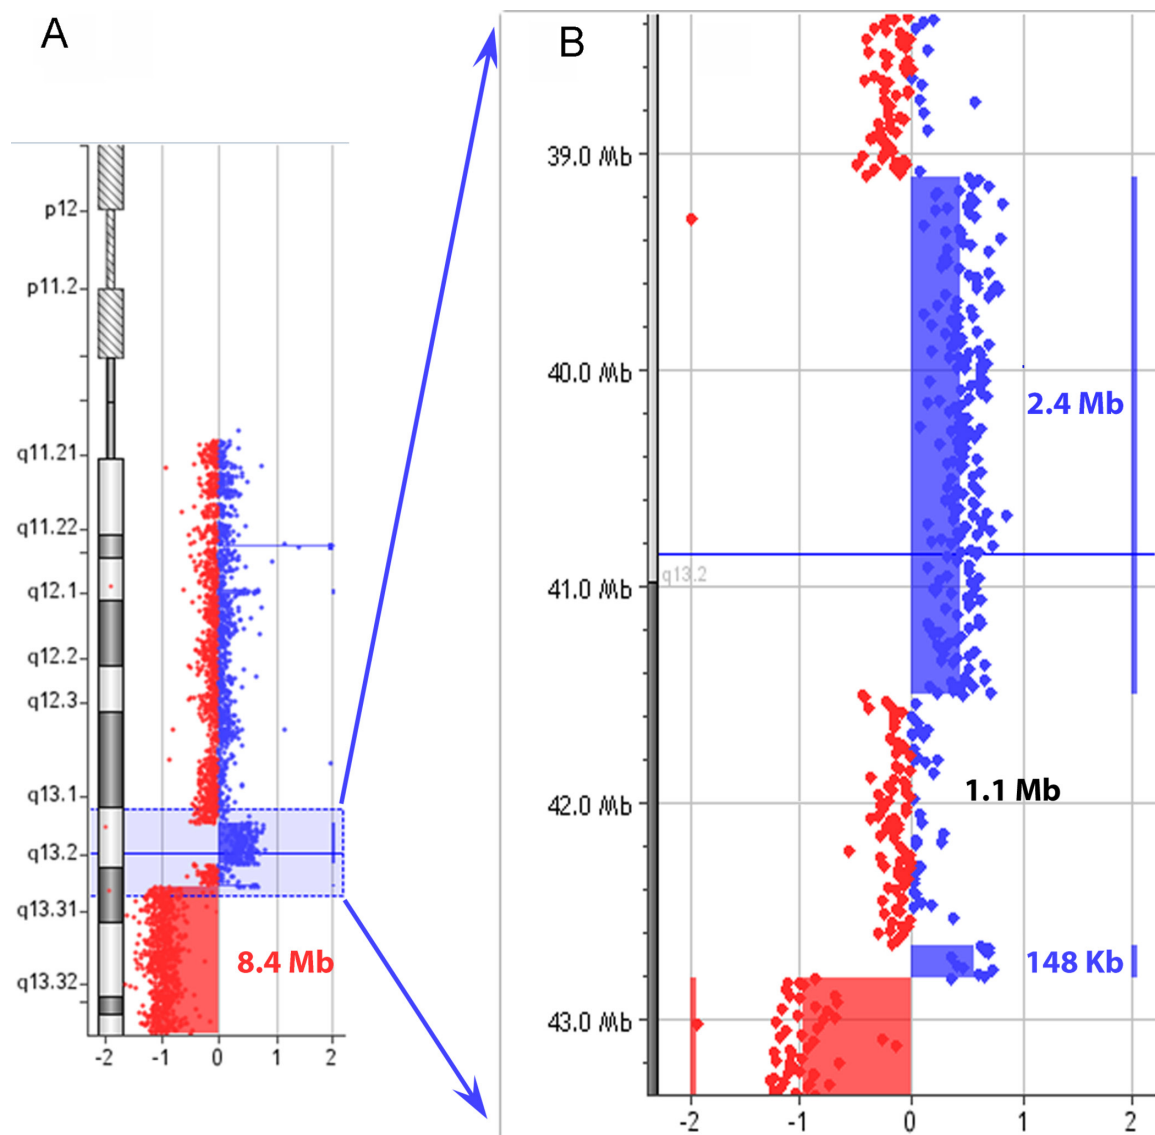 A
p12
p11.2
q11.21
q11.22
q12.1
q12.2
q12.3
q13.1
q13.2
q13.31
q13.32
8.4 Mb
-2 -1 0 1 2
B
39.0 Mb
40.0 Mb
2.4 Mb
q13.2
41.0 Mb
1.1 Mb
42.0 Mb
148 Kb
43.0 Mb
-2 -1 0 1 2